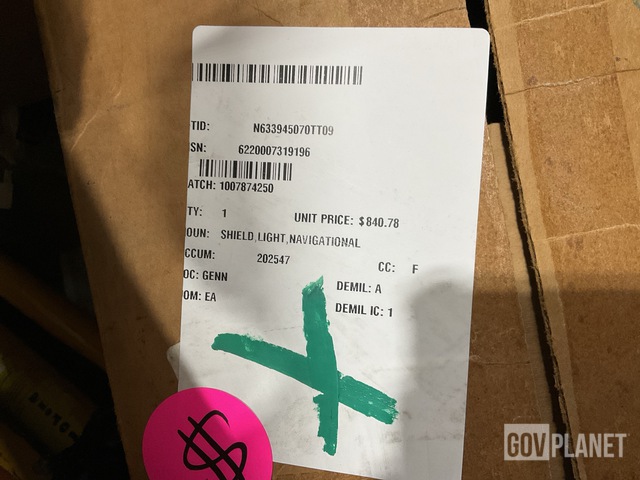 TID: N633945070TT09
SN: 6220007319196
ATCH: 1007874250
TY: 1 UNIT PRICE: $840.78
OUN: SHIELD,LIGHT,NAVIGATIONAL
CCUM: 202547 CC: F
OC: GENN DEMIL: A
OM: EA DEMIL IC: 1
$
GOVPLANET